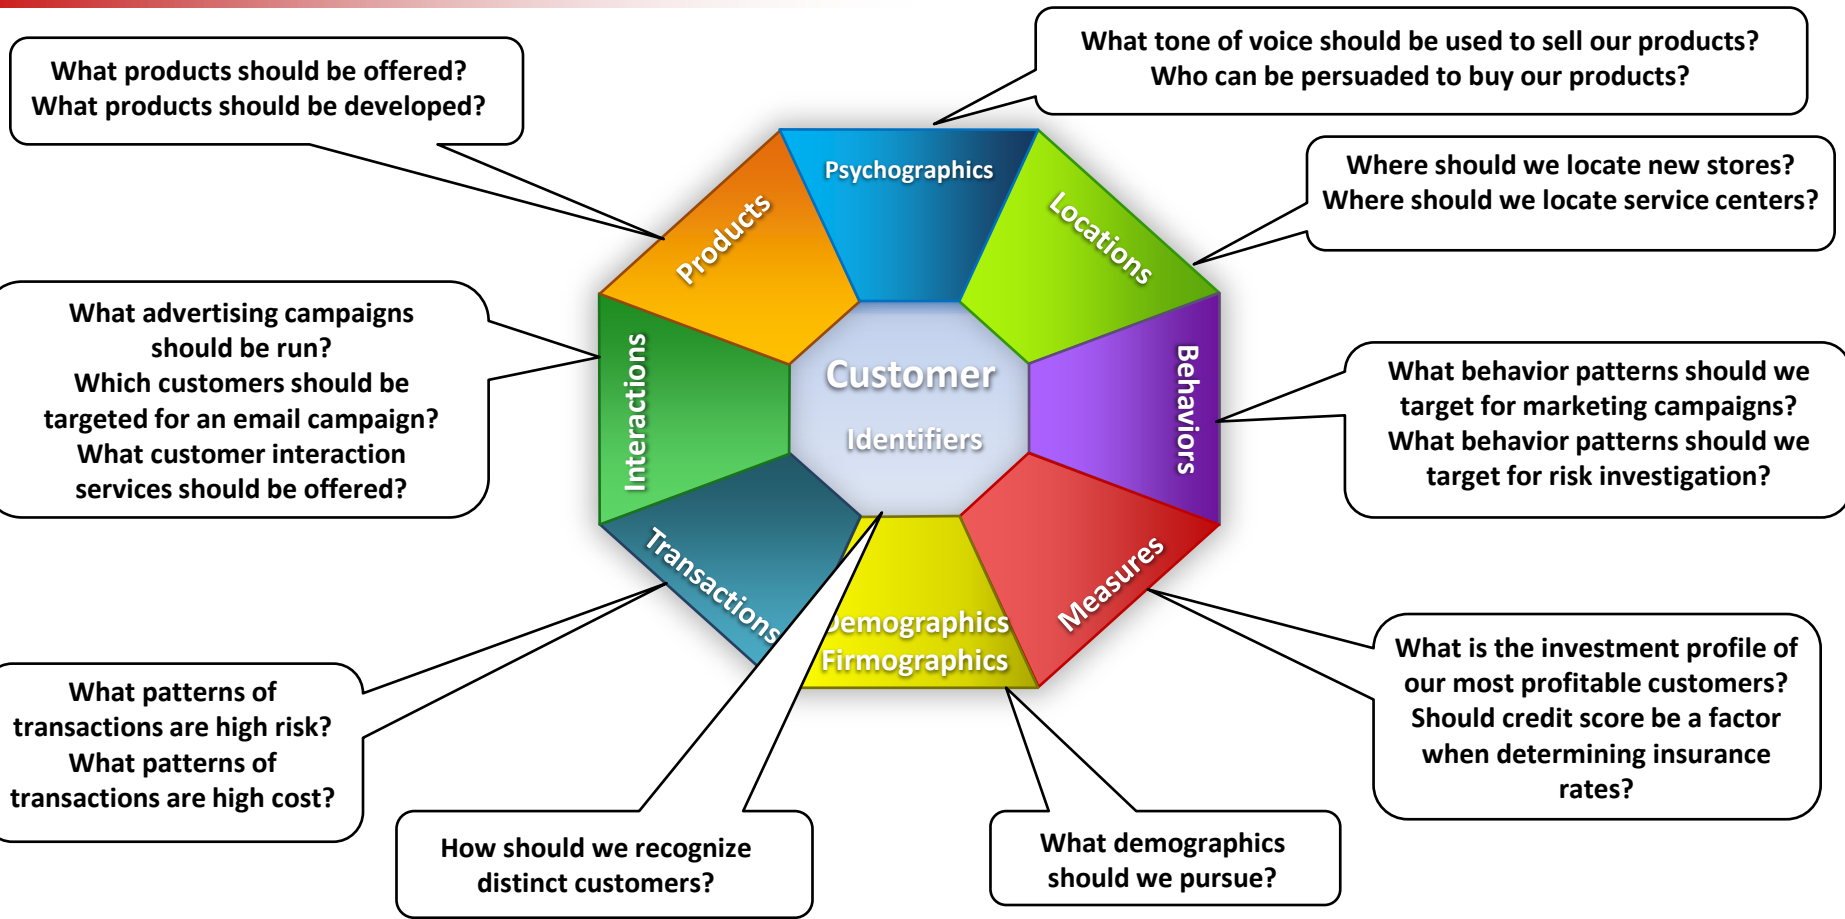 What products should be offered?
What products should be developed?
What tone of voice should be used to sell our products?
Who can be persuaded to buy our products?
Where should we locate new stores?
Where should we locate service centers?
What advertising campaigns
should be run?
Which customers should be
targeted for an email campaign?
What customer interaction
services should be offered?
What behavior patterns should we
target for marketing campaigns?
What behavior patterns should we
target for risk investigation?
What patterns of
transactions are high risk?
What patterns of
transactions are high cost?
How should we recognize
distinct customers?
What demographics
should we pursue?
What is the investment profile of
our most profitable customers?
Should credit score be a factor
when determining insurance
rates?
Psychographics
Locations
Behaviors
Measures
Demographics
Firmographics
Transactions
Interactions
Products
Customer
Identifiers